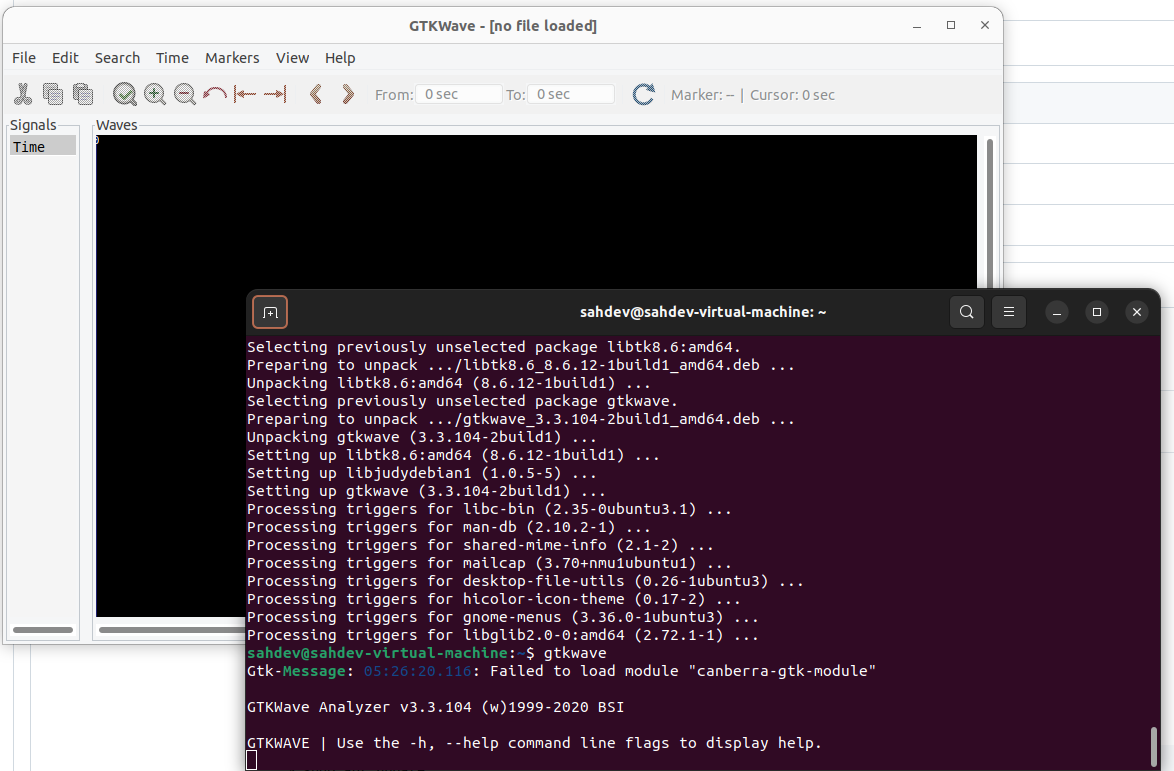 GTKWave - [no file loaded]
File Edit Search Time Markers View Help
From: 0 sec To: 0 sec Marker: -- | Cursor: 0 sec
Signals Waves
Time
0
sahdev@sahdev-virtual-machine: ~
Selecting previously unselected package libtk8.6:amd64.
Preparing to unpack .../libtk8.6_8.6.12-1build1_amd64.deb ...
Unpacking libtk8.6:amd64 (8.6.12-1build1) ...
Selecting previously unselected package gtkwave.
Preparing to unpack .../gtkwave_3.3.104-2build1_amd64.deb ...
Unpacking gtkwave (3.3.104-2build1) ...
Setting up libtk8.6:amd64 (8.6.12-1build1) ...
Setting up libjudydebian1 (1.0.5-5) ...
Setting up gtkwave (3.3.104-2build1) ...
Processing triggers for libc-bin (2.35-0ubuntu3.1) ...
Processing triggers for man-db (2.10.2-1) ...
Processing triggers for shared-mime-info (2.1-2) ...
Processing triggers for mailcap (3.70+nmu1ubuntu1) ...
Processing triggers for desktop-file-utils (0.26-1ubuntu3) ...
Processing triggers for hicolor-icon-theme (0.17-2) ...
Processing triggers for gnome-menus (3.36.0-1ubuntu3) ...
Processing triggers for libglib2.0-0:amd64 (2.72.1-1) ...
sahdev@sahdev-virtual-machine:~$ gtkwave
Gtk-Message: 05:26:20.116: Failed to load module "canberra-gtk-module"
GTKWave Analyzer v3.3.104 (w)1999-2020 BSI
GTKWAVE | Use the -h, --help command line flags to display help.